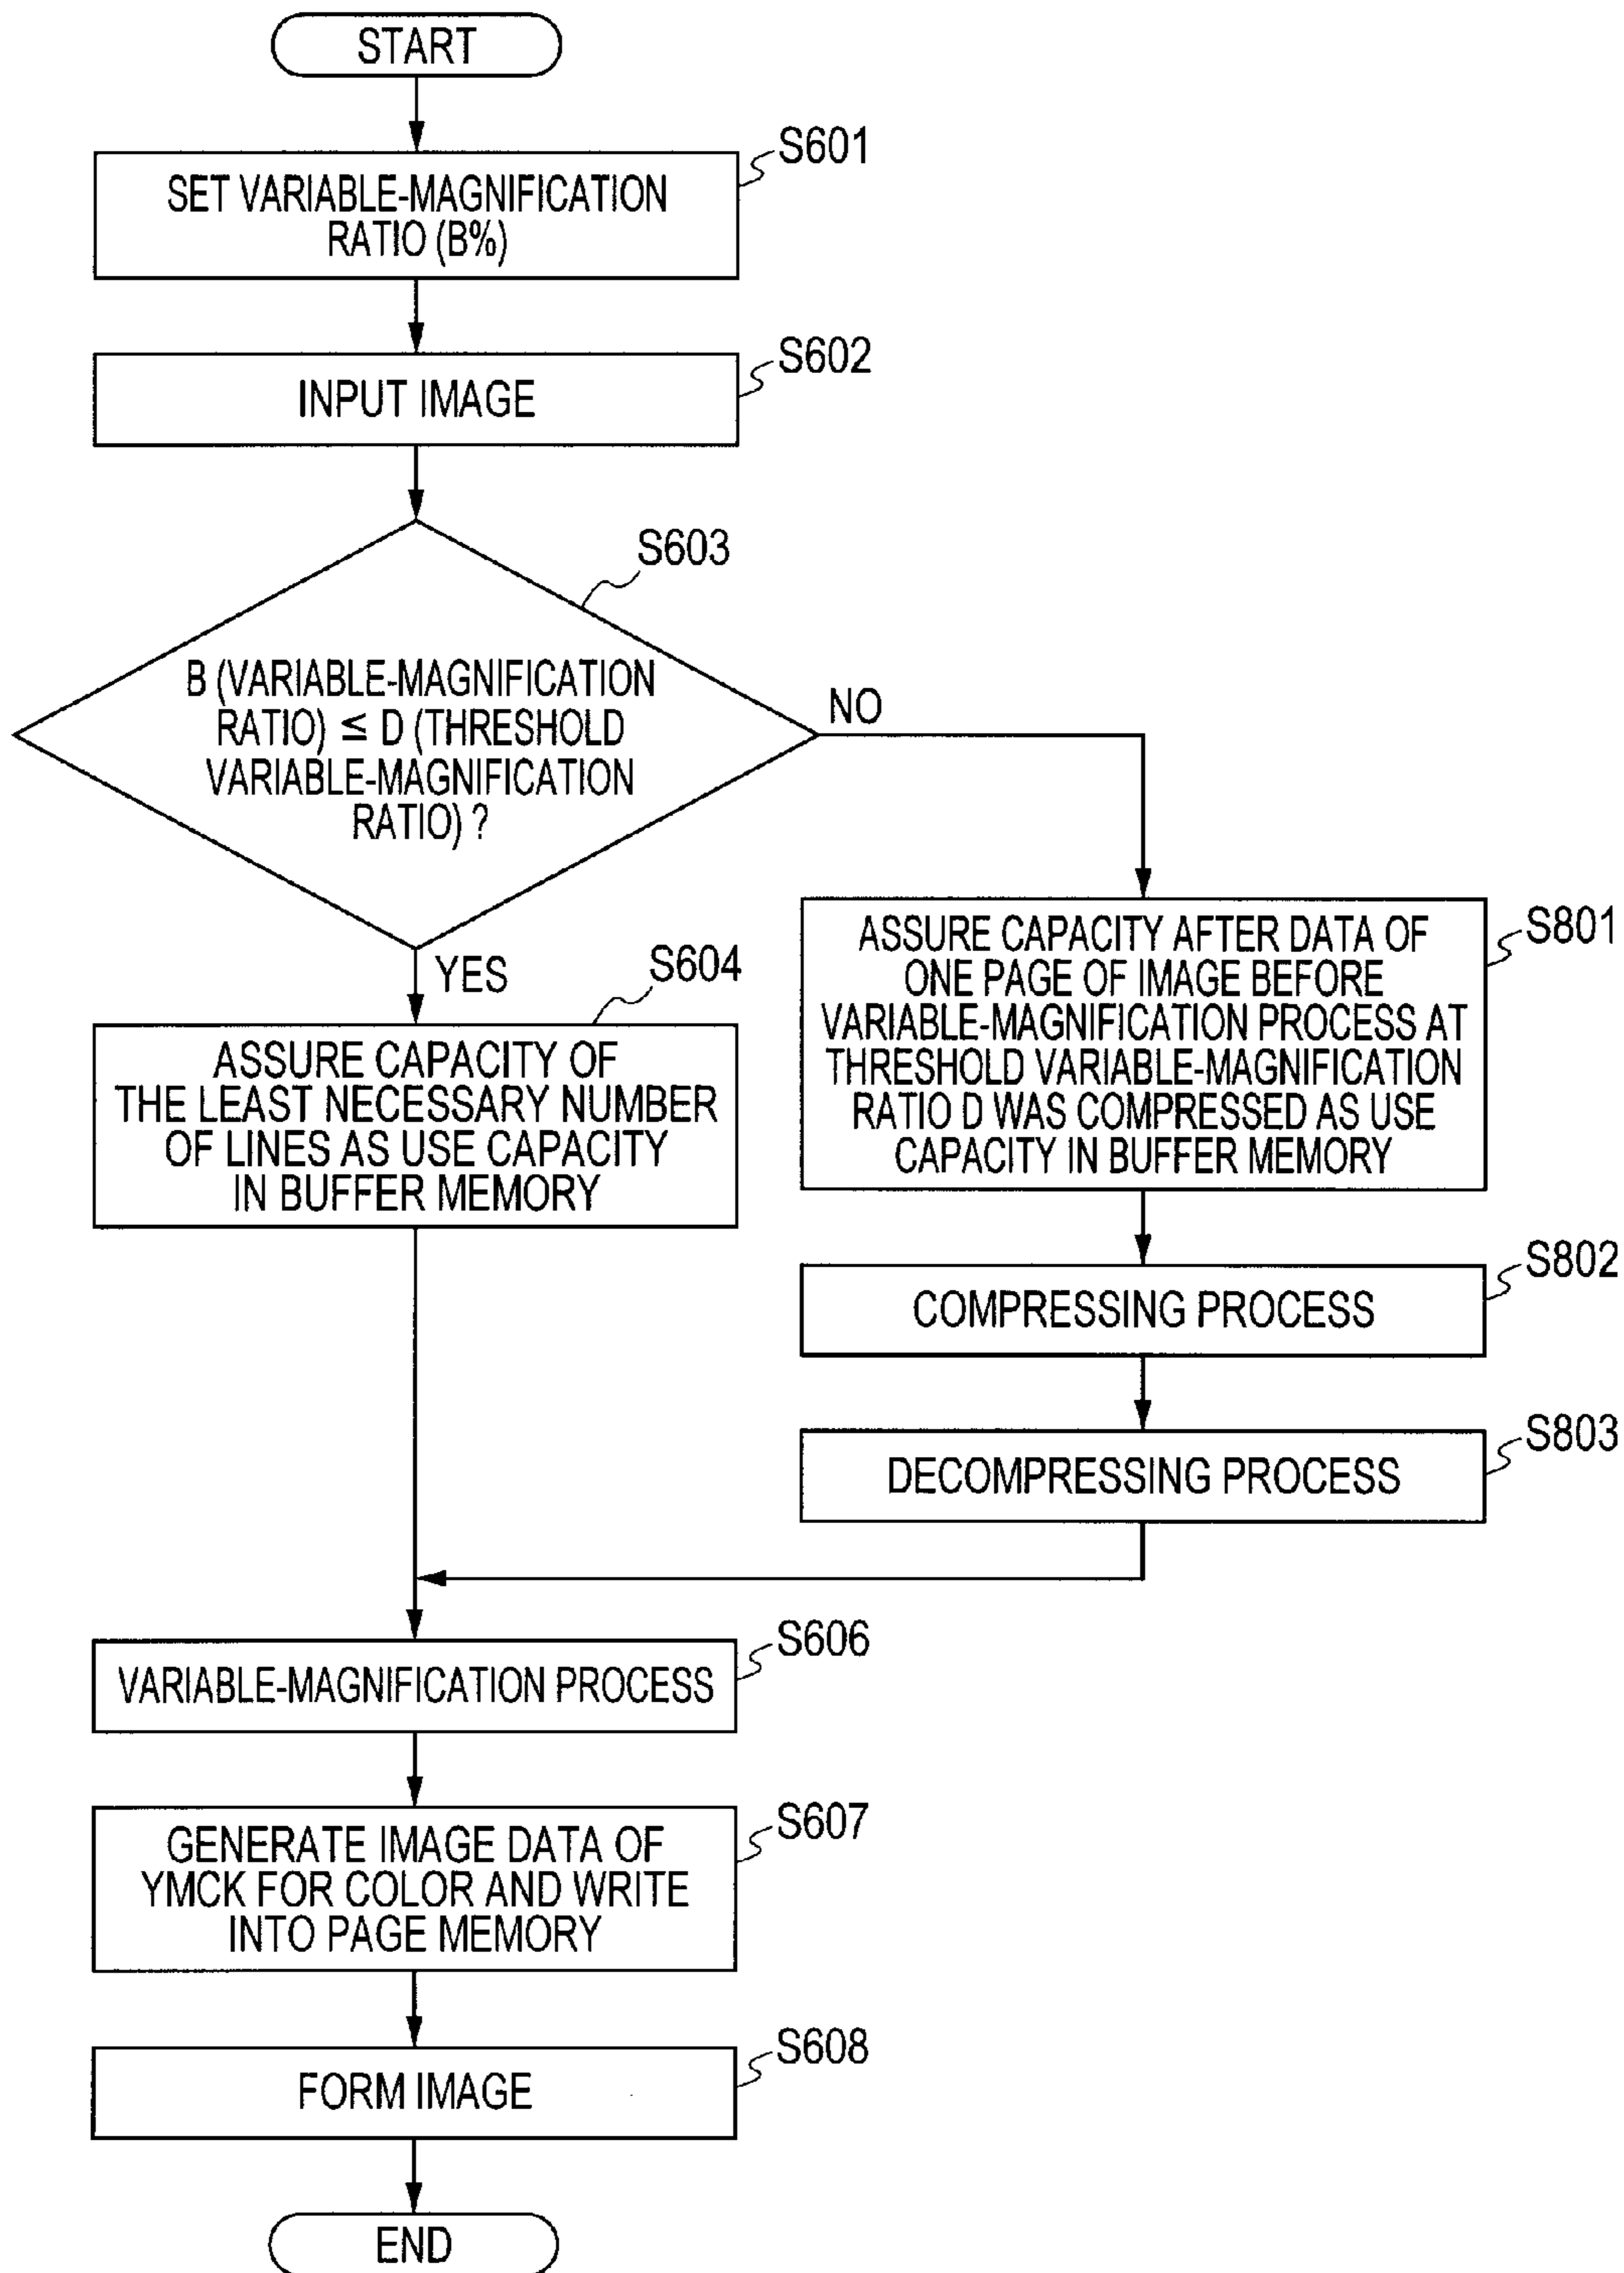 START
S601
SET VARIABLE-MAGNIFICATION
RATIO (B%)
S602
INPUT IMAGE
S603
B (VARIABLE-MAGNIFICATION
RATIO) ≦ D (THRESHOLD
VARIABLE-MAGNIFICATION
RATIO) ?
NO
YES
S604
ASSURE CAPACITY OF
THE LEAST NECESSARY NUMBER
OF LINES AS USE CAPACITY
IN BUFFER MEMORY
S801
ASSURE CAPACITY AFTER DATA OF
ONE PAGE OF IMAGE BEFORE
VARIABLE-MAGNIFICATION PROCESS AT
THRESHOLD VARIABLE-MAGNIFICATION
RATIO D WAS COMPRESSED AS USE
CAPACITY IN BUFFER MEMORY
S802
COMPRESSING PROCESS
S803
DECOMPRESSING PROCESS
S606
VARIABLE-MAGNIFICATION PROCESS
S607
GENERATE IMAGE DATA OF
YMCK FOR COLOR AND WRITE
INTO PAGE MEMORY
S608
FORM IMAGE
END